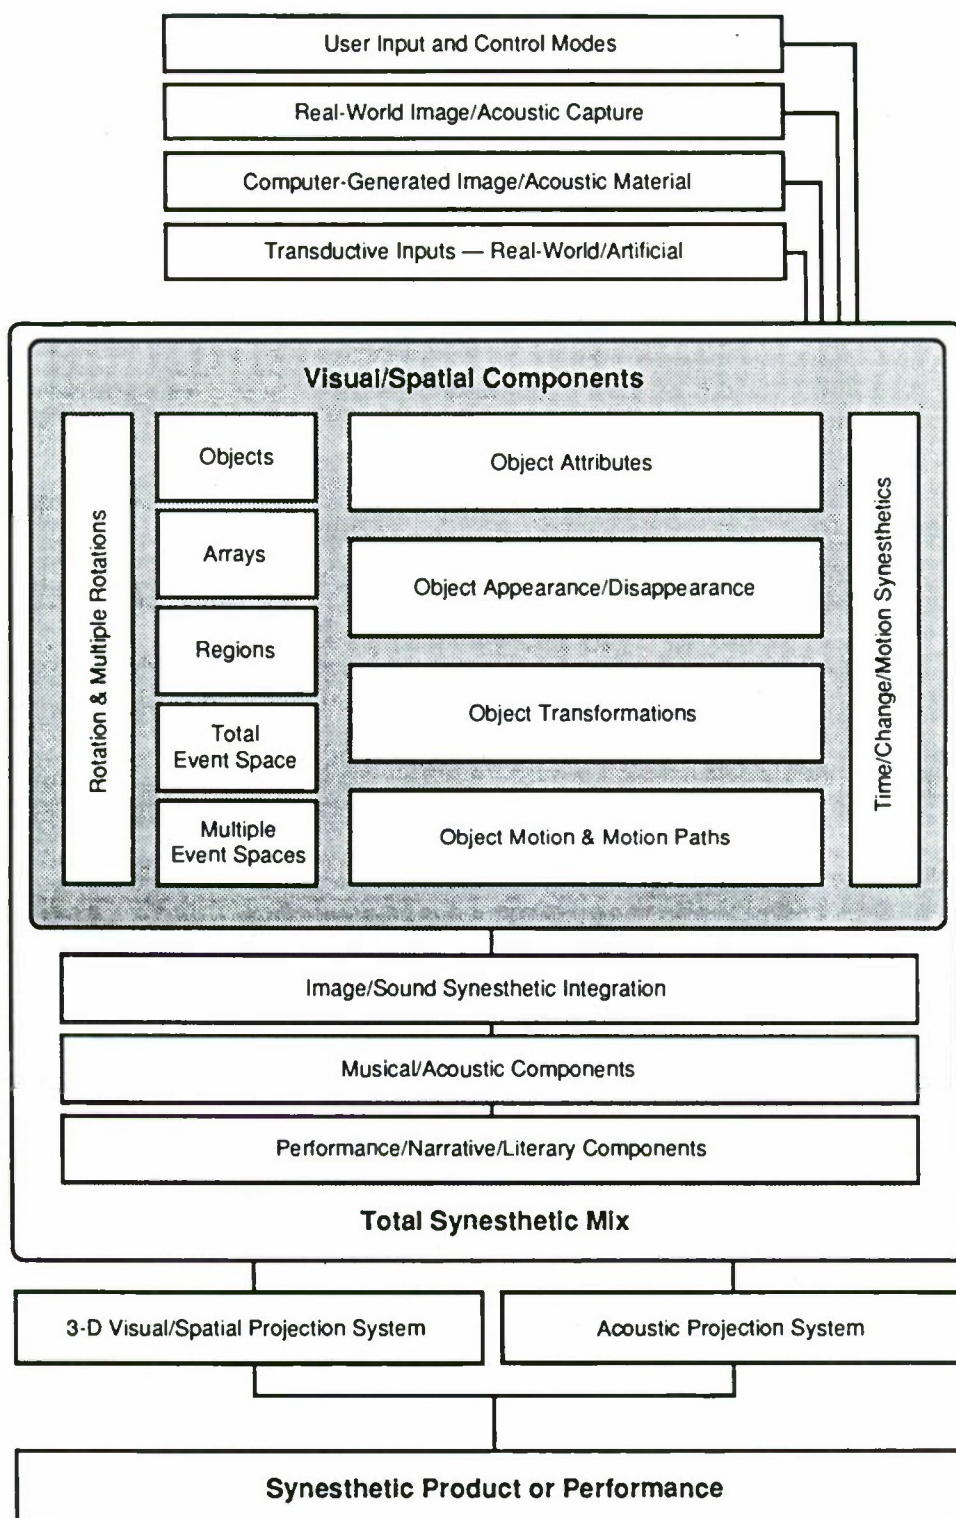 User Input and Control Modes
Real-World Image/Acoustic Capture
Computer-Generated Image/Acoustic Material
Transductive Inputs — Real-World/Artificial
Visual/Spatial Components
Rotation & Multiple Rotations
Objects
Arrays
Regions
Total
Event Space
Multiple
Event Spaces
Object Attributes
Object Appearance/Disappearance
Object Transformations
Object Motion & Motion Paths
Time/Change/Motion Synesthetics
Image/Sound Synesthetic Integration
Musical/Acoustic Components
Performance/Narrative/Literary Components
Total Synesthetic Mix
3-D Visual/Spatial Projection System
Acoustic Projection System
Synesthetic Product or Performance